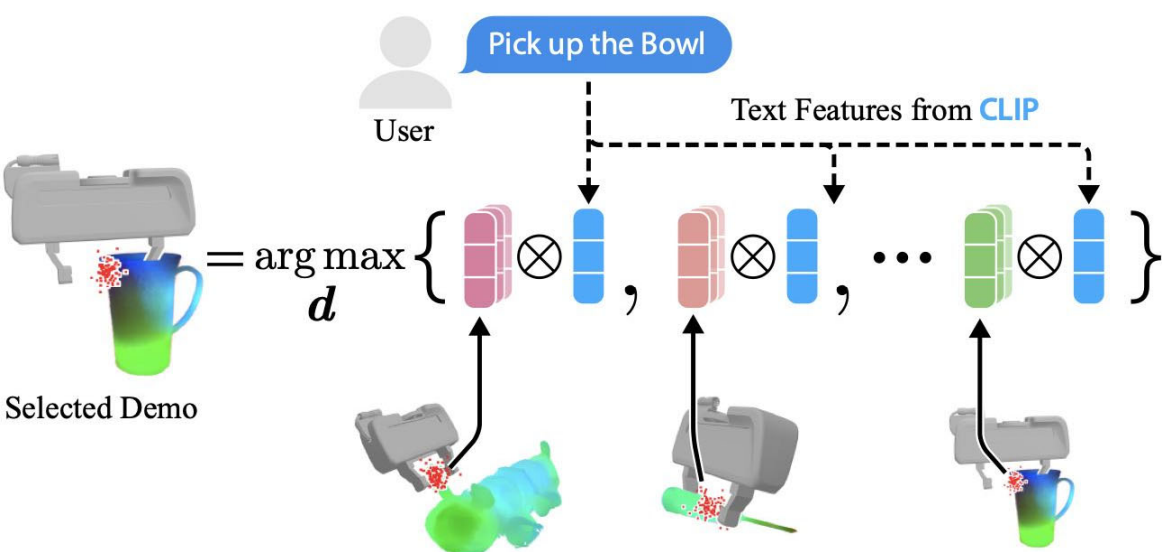 Pick up the Bowl
User
Text Features from CLIP
= arg max { ⊗ , ⊗ , ••• ⊗ }
d
Selected Demo